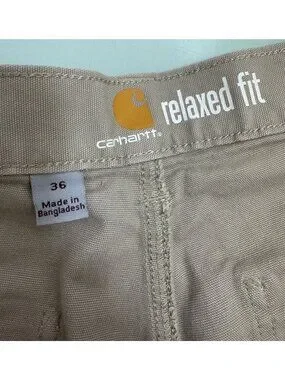 relaxed fit
carhartt
36
Made in
Bangladesh